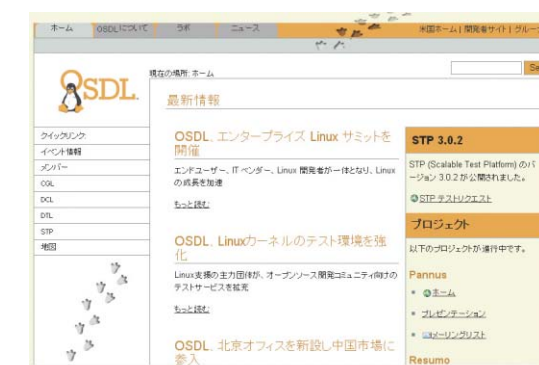 ホーム OSDLについて ラボ ニュース 米国ホーム | 開発者サイト | グルー
現在の場所: ホーム
Se
OSDL.
最新情報
クイックリンク:
イベント情報
メンバー
CGL
DCL
DTL
STP
地図
OSDL、エンタープライズ Linux サミットを
開催
エンドユーザー、IT ベンダー、Linux 開発者が一体となり、Linux
の成長を加速
もっと読む
OSDL、Linuxカーネルのテスト環境を強
化
Linux支援の主力団体が、オープンソース開発コミュニティ向けの
テストサービスを拡充
もっと読む
OSDL、北京オフィスを新設し中国市場に
参入
STP 3.0.2
STP (Scalable Test Platform) のバ
ージョン 3.0.2 が公開されました。
STP テストリクエスト
プロジェクト
以下のプロジェクトが進行中です。
Pannus
ホーム
プレゼンテーション
メーリングリスト
Resumo